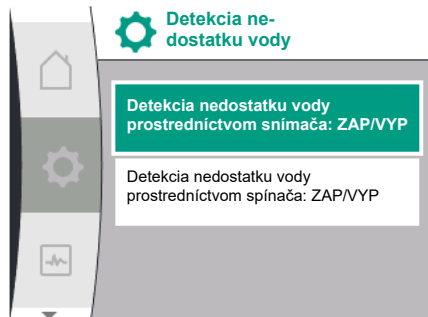 Detekcia ne-
dostatku vody
Detekcia nedostatku vody
prostredníctvom snímača: ZAP/VYP
Detekcia nedostatku vody
prostredníctvom spínača: ZAP/VYP